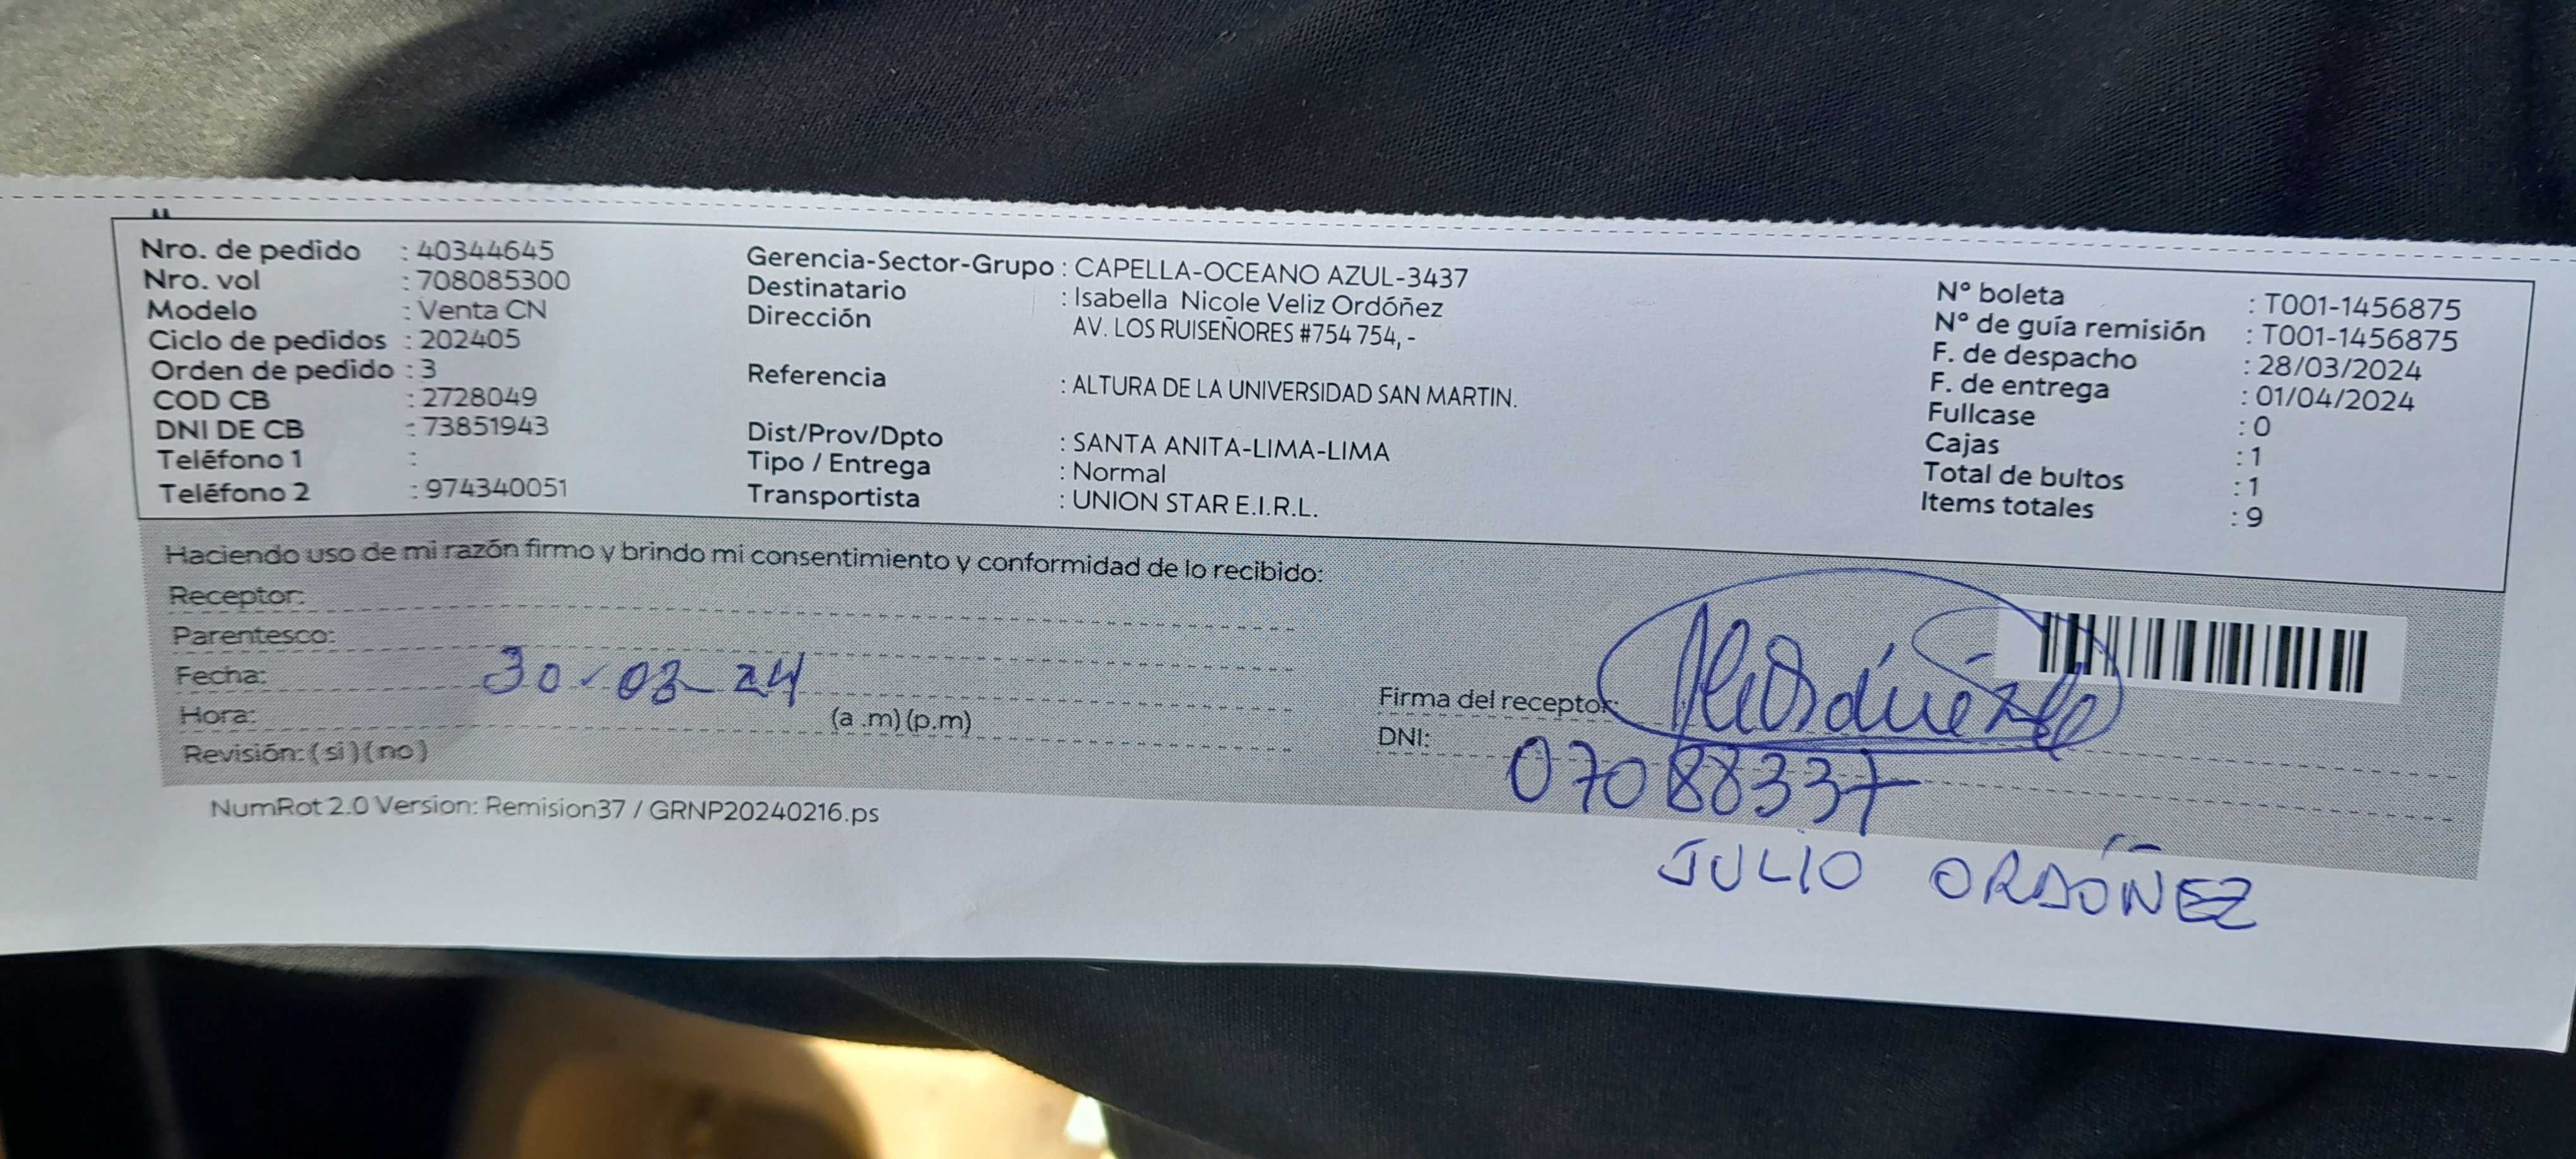 Nro. de pedido : 40344645
Nro. vol : 708085300
Modelo : Venta CN
Ciclo de pedidos : 202405
Orden de pedido : 3
COD CB : 2728049
DNI DE CB : 73851943
Teléfono 1 :
Teléfono 2 : 974340051
Gerencia-Sector-Grupo : CAPELLA-OCEANO AZUL-3437
Destinatario : Isabella Nicole Veliz Ordóñez
Dirección AV. LOS RUISEÑORES #754 754, -
Referencia : ALTURA DE LA UNIVERSIDAD SAN MARTIN.
Dist/Prov/Dpto : SANTA ANITA-LIMA-LIMA
Tipo / Entrega : Normal
Transportista : UNION STAR E.I.R.L.
N° boleta : T001-1456875
N° de guía remisión : T001-1456875
F. de despacho : 28/03/2024
F. de entrega : 01/04/2024
Fullcase : 0
Cajas : 1
Total de bultos : 1
Items totales : 9
Haciendo uso de mi razón firmo y brindo mi consentimiento y conformidad de lo recibido:
Receptor:
Parentesco:
Fecha: 30-03-24
Hora: (a .m) (p.m)
Revisión: ( si ) ( no )
Firma del receptor:
DNI: 07088337
JULIO ORDÓÑEZ
NumRot 2.0 Version: Remision37 / GRNP20240216.ps